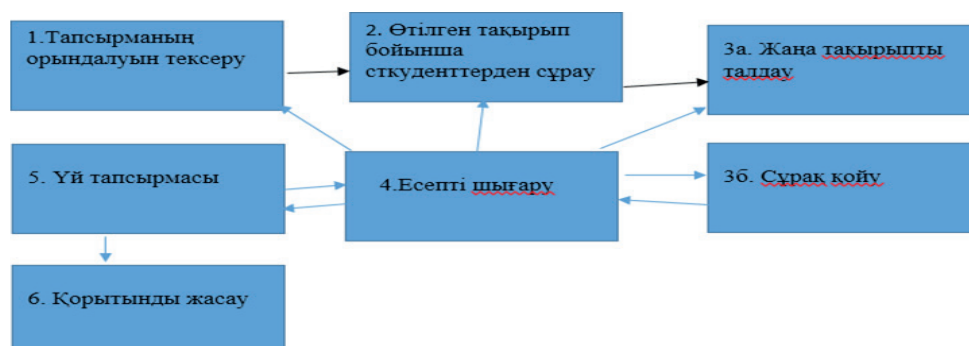 1.Тапсырманың
орындалуын тексеру
2. Өтілген тақырып
бойынша
сткуденттерден сұрау
3а. Жаңа тақырыпты
талдау
5. Үй тапсырмасы
4.Есепті шығару
3б. Сұрақ қою
6. Қорытынды жасау